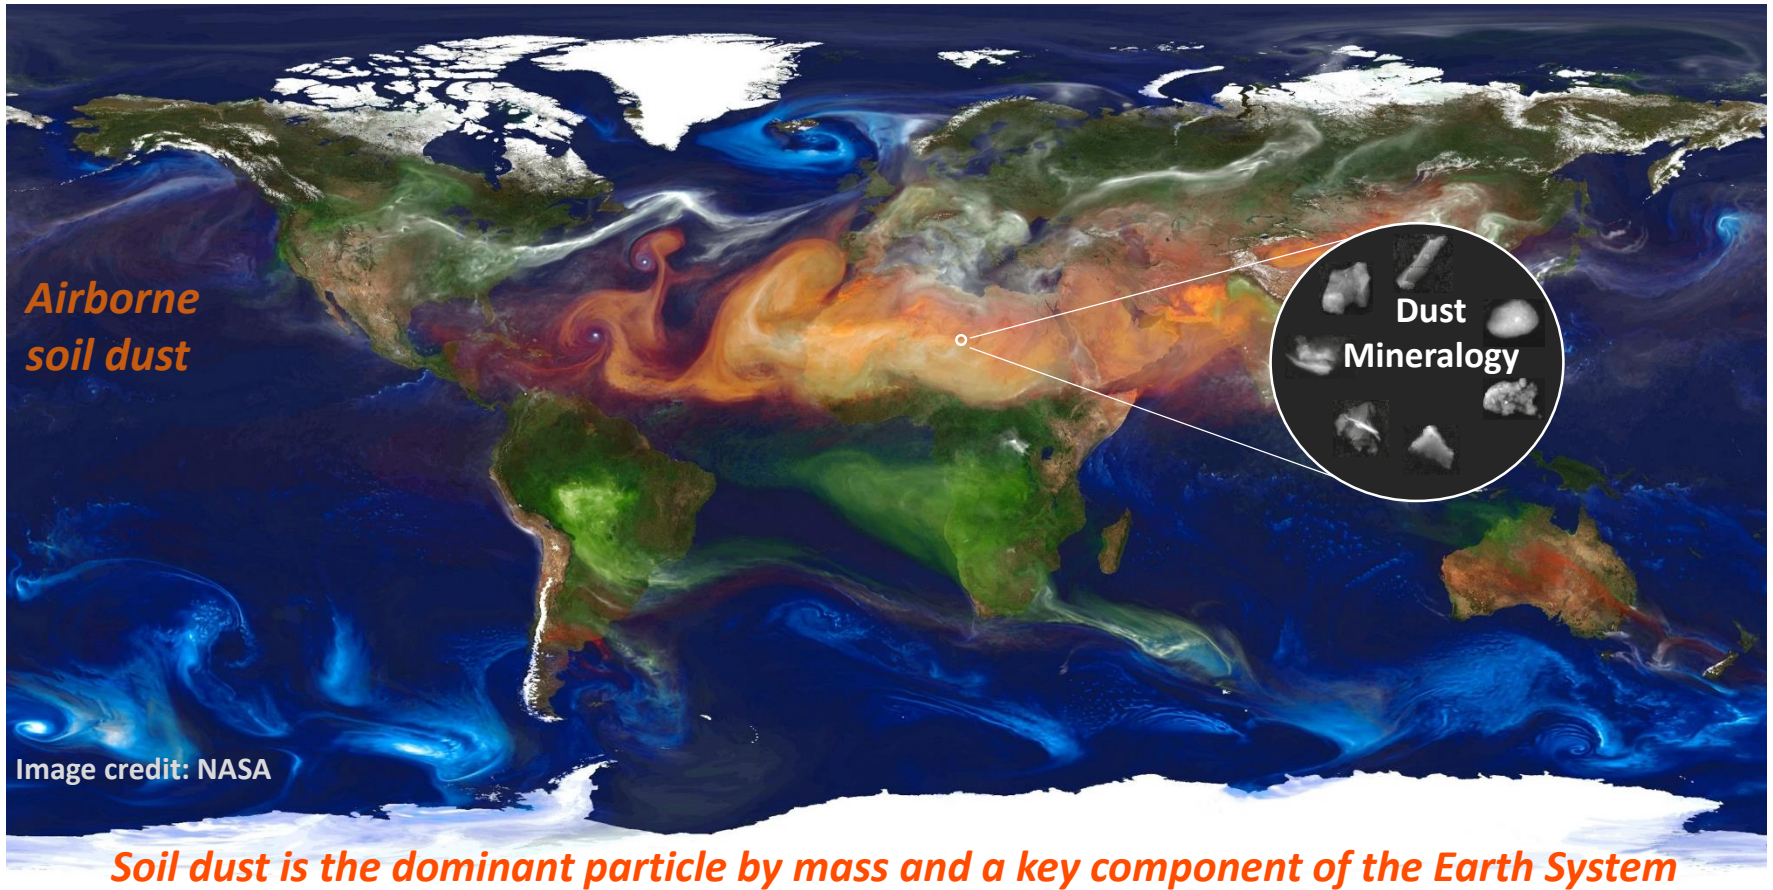 Airborne
soil dust
Dust
Mineralogy
Image credit: NASA
Soil dust is the dominant particle by mass and a key component of the Earth System